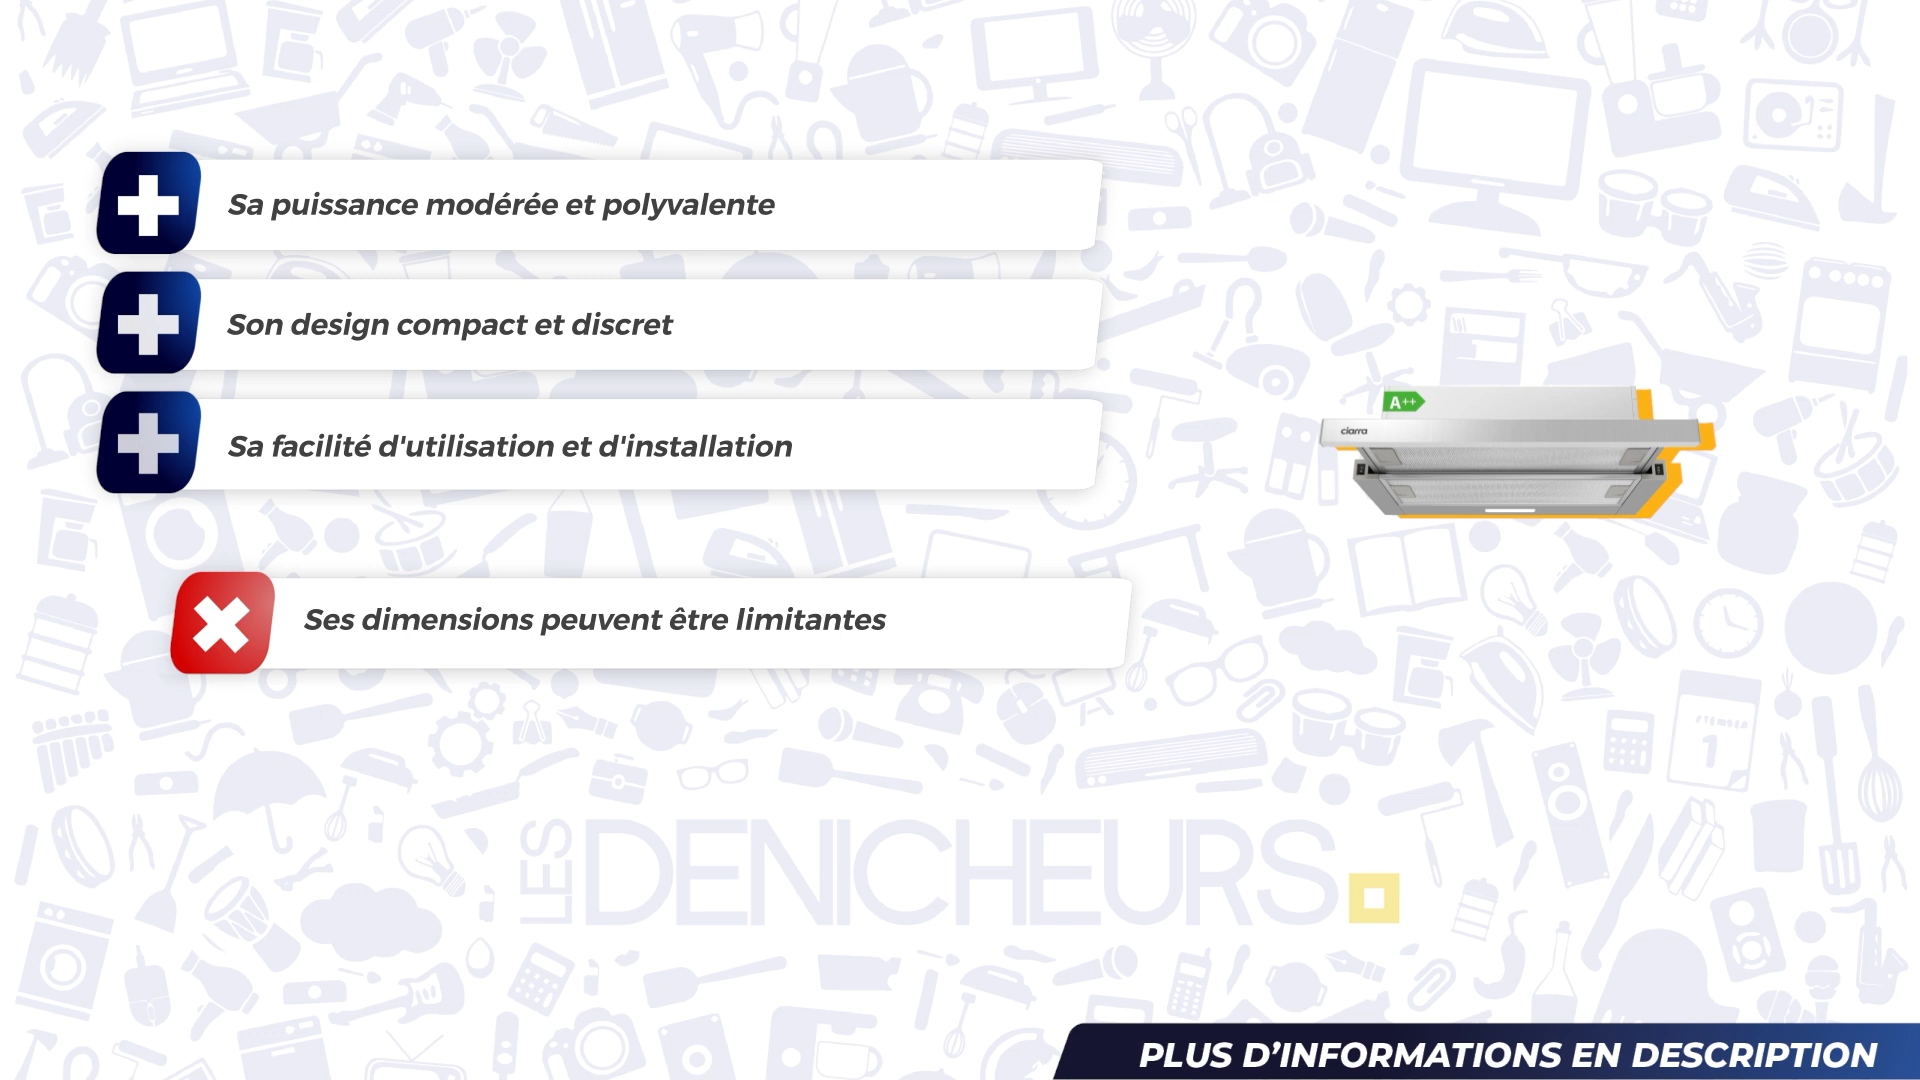 Sa puissance modérée et polyvalente
Son design compact et discret
Sa facilité d'utilisation et d'installation
A++
ciarra
Ses dimensions peuvent être limitantes
1
LES DENICHEURS
PLUS D'INFORMATIONS EN DESCRIPTION